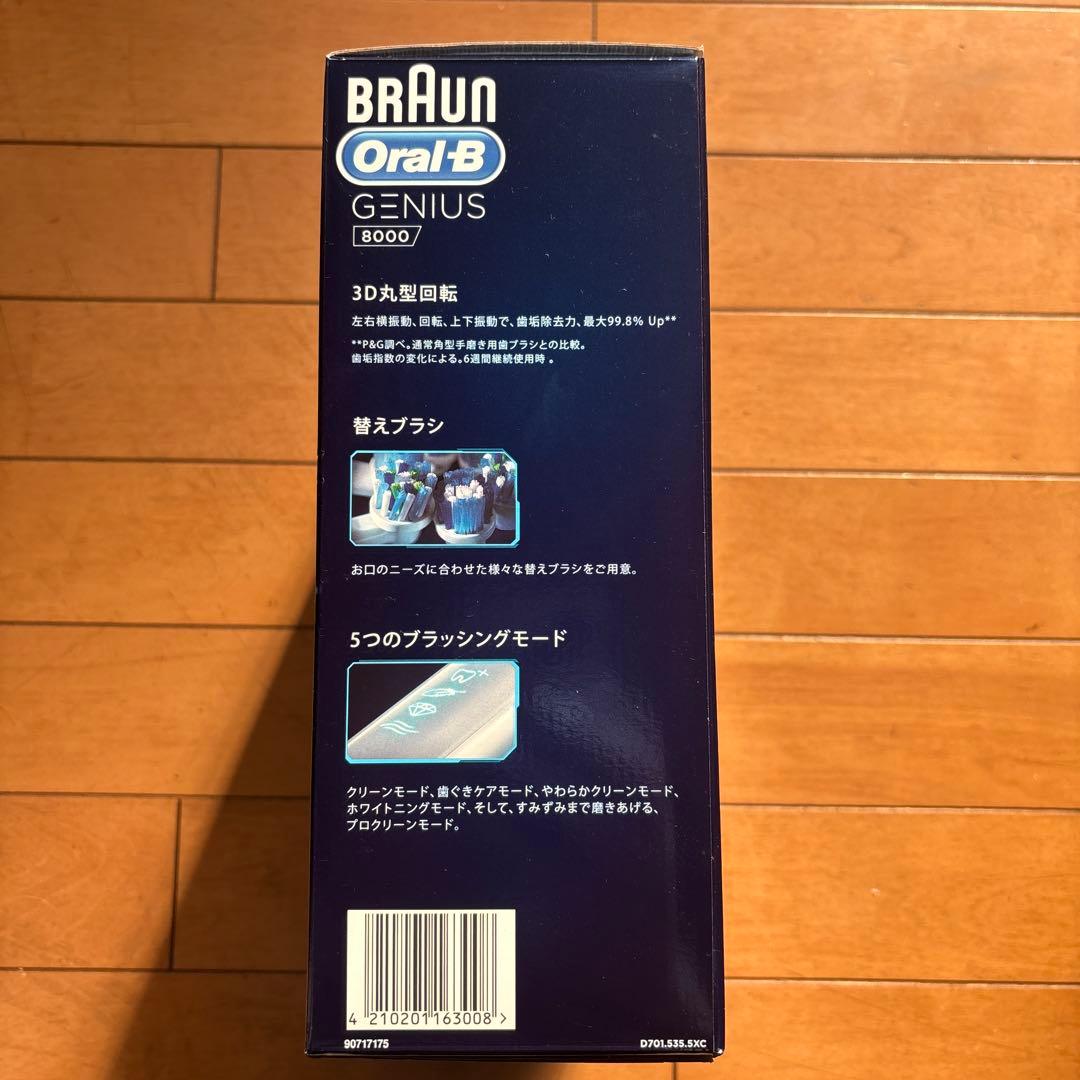 BRAUN
Oral-B
GENIUS
8000
3D丸型回転
左右横振動、回転、上下振動で、歯垢除去力、最大99.8% Up**
**P&G調べ。通常角型手磨き用歯ブラシとの比較。
歯垢指数の変化による。6週間継続使用時 。
替えブラシ
お口のニーズに合わせた様々な替えブラシをご用意。
5つのブラッシングモード
クリーンモード、歯ぐきケアモード、やわらかクリーンモード、
ホワイトニングモード、そして、すみずみまで磨きあげる、
プロクリーンモード。
4 210201 163008 >
90717175
D701.535.5XC